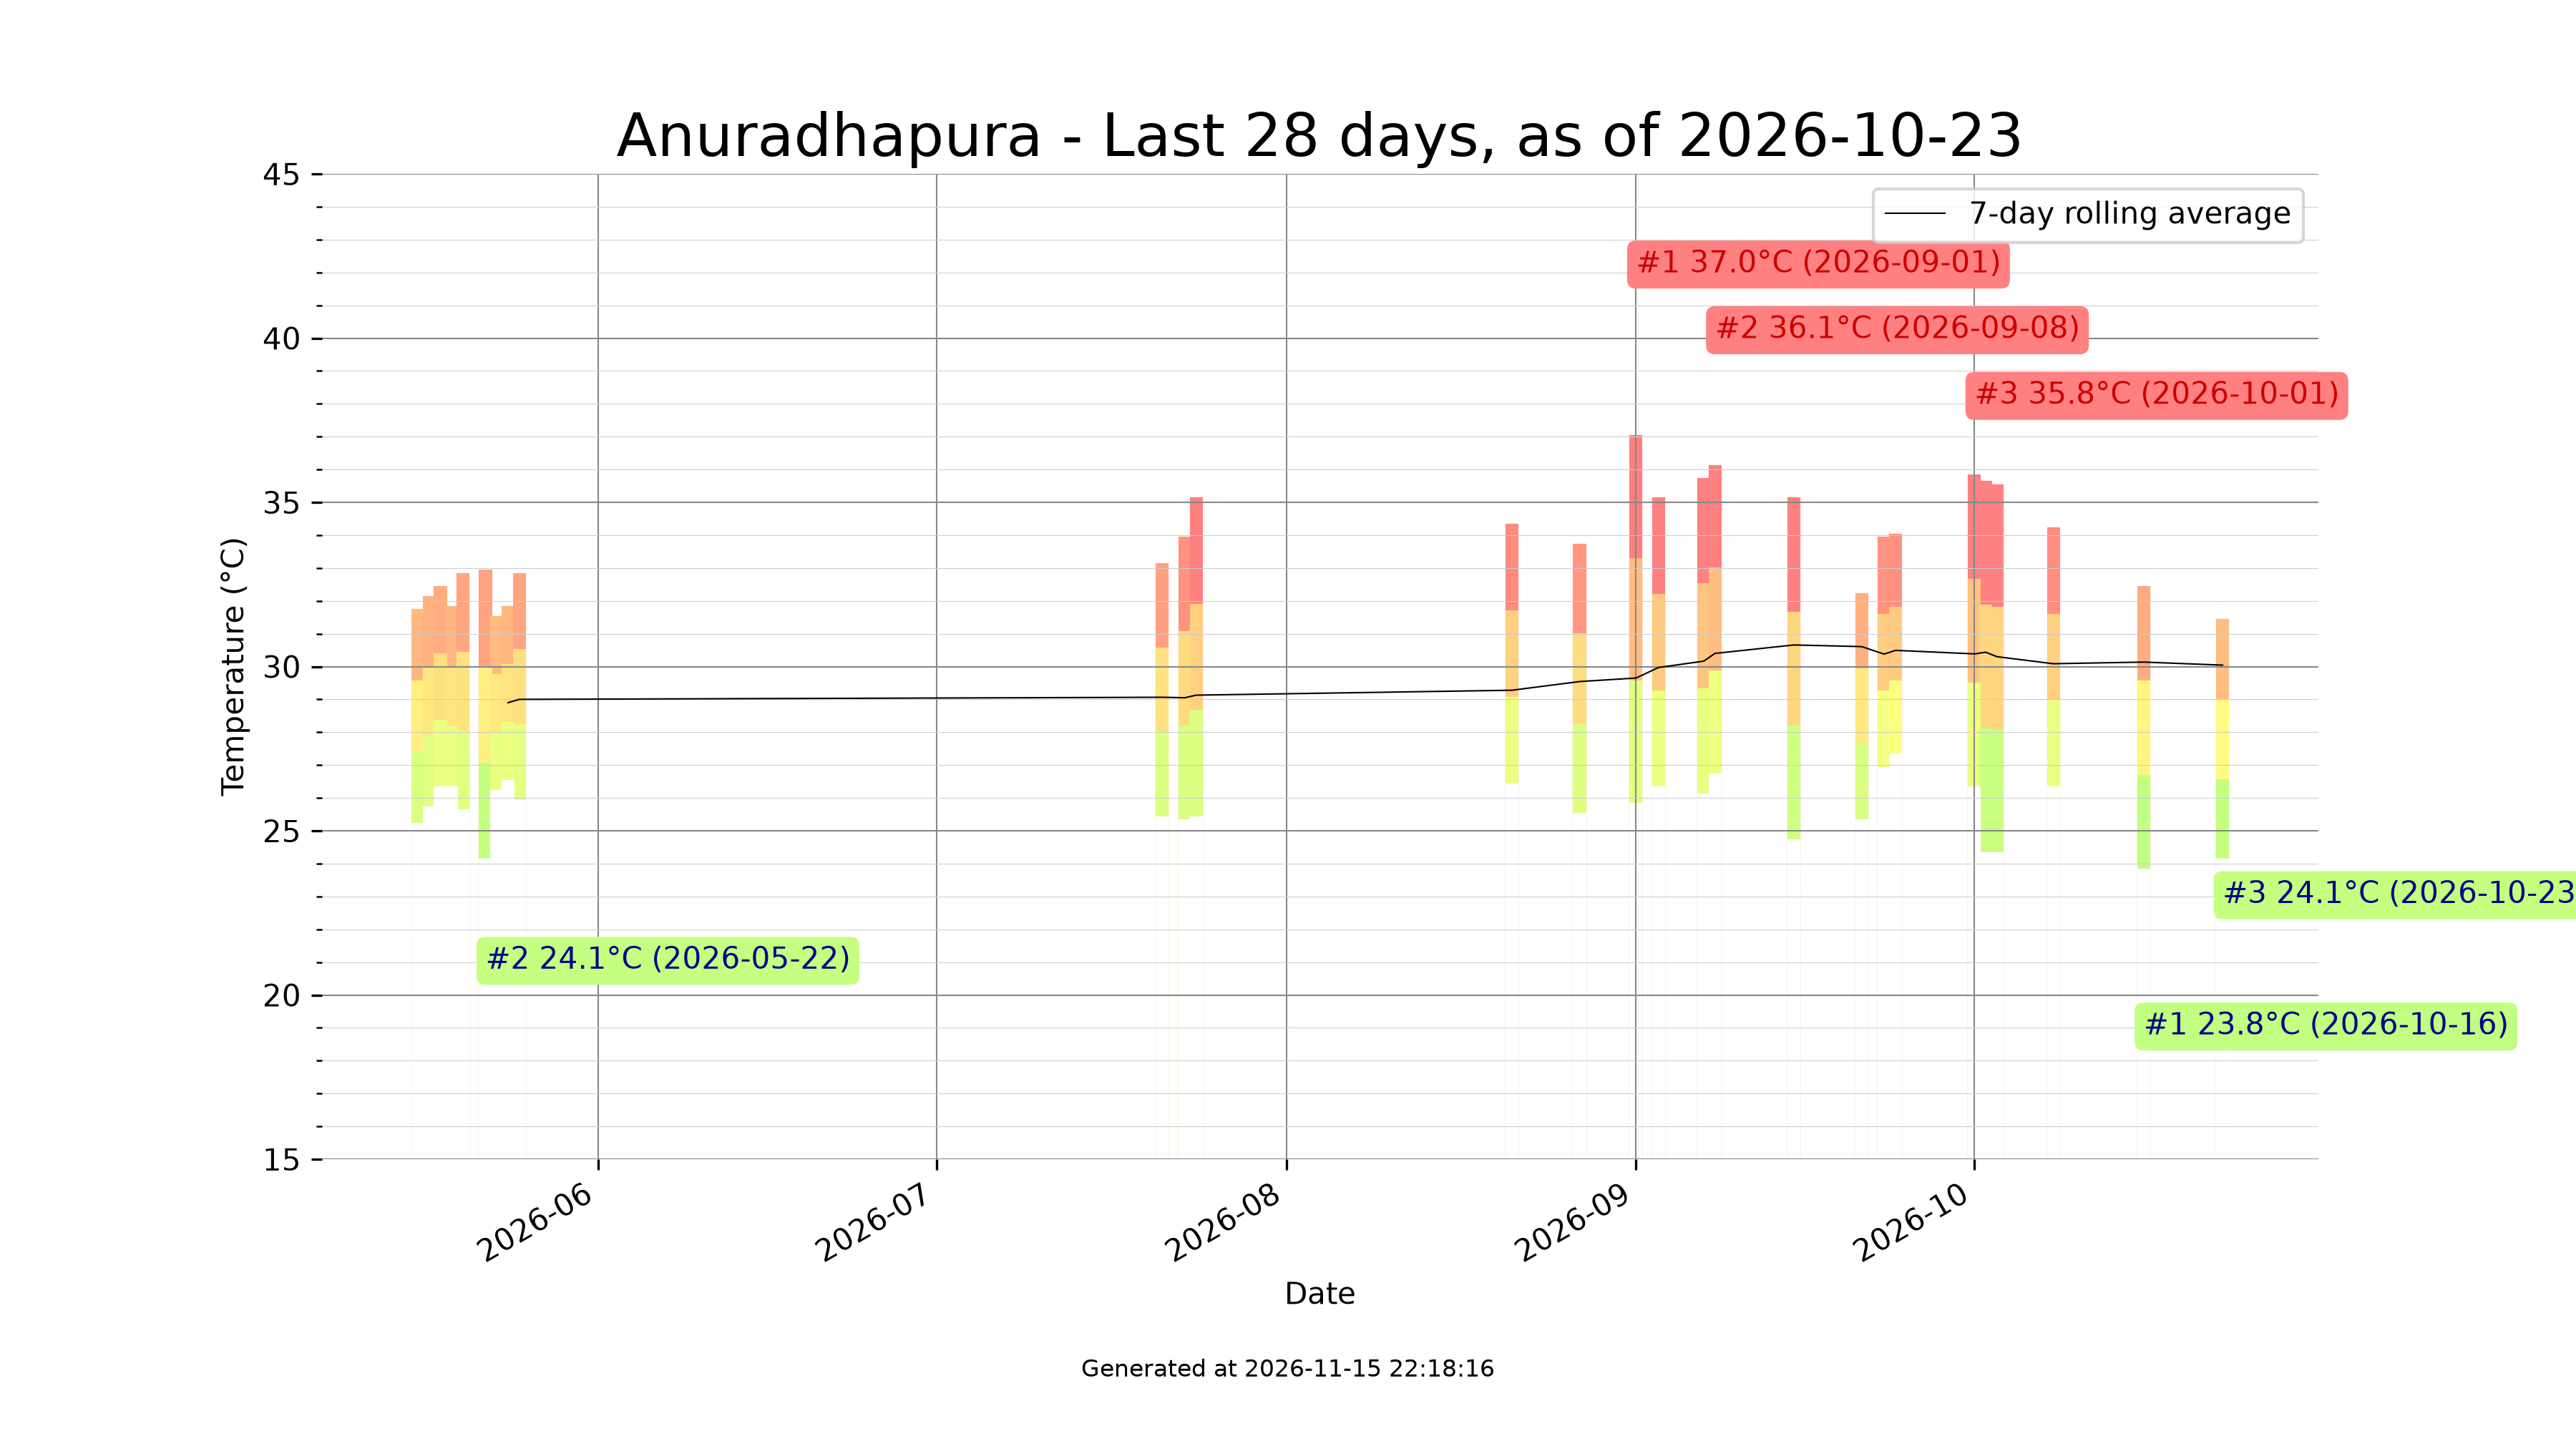 Anuradhapura - Last 28 days, as of 2026-10-23
45
7-day rolling average
#1 37.0°C (2026-09-01)
#2 36.1°C (2026-09-08)
40
#3 35.8°C (2026-10-01)
35
Temperature (°C)
30
25
#3 24.1°C (2026-10-23
#2 24.1°C (2026-05-22)
20
#1 23.8°C (2026-10-16)
15
2026-06
2026-07
2026-08
2026-09
2026-10
Date
Generated at 2026-11-15 22:18:16